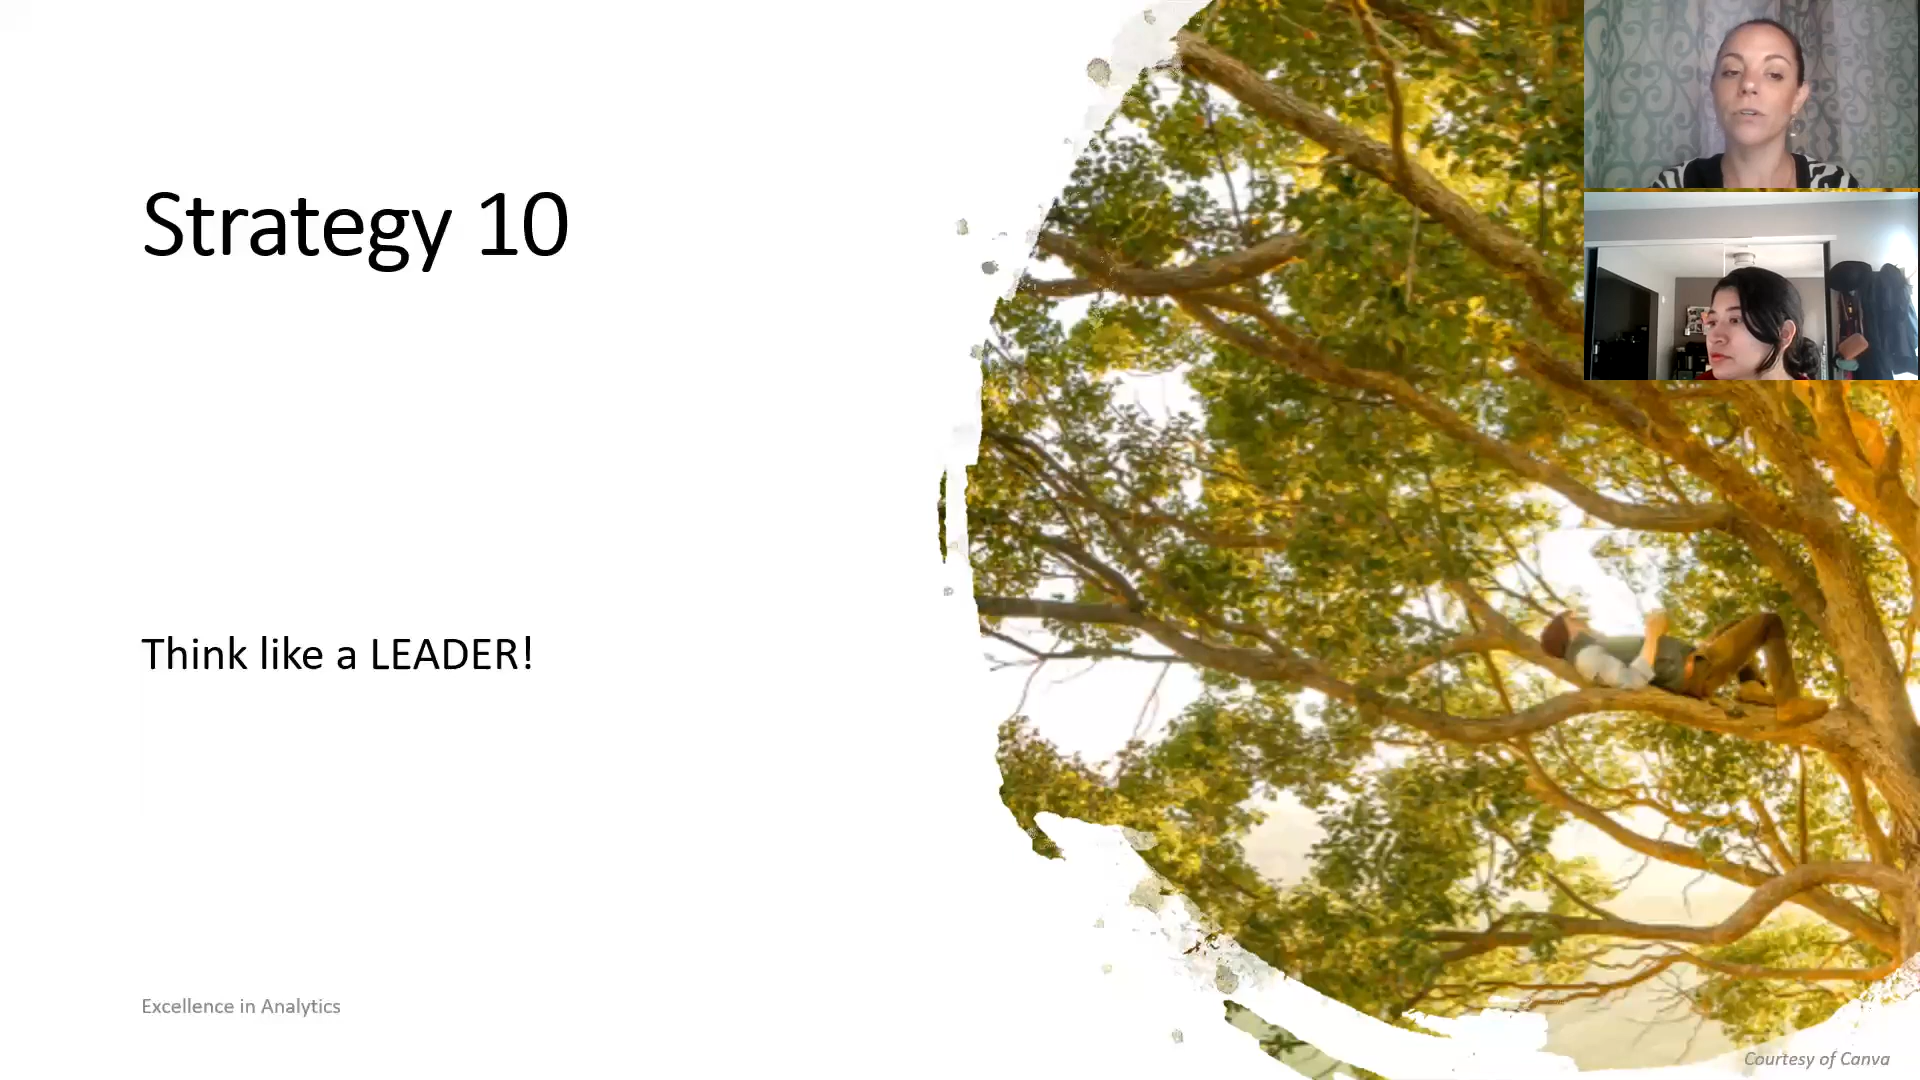 Strategy 10
Think like a LEADER!
Excellence in Analytics
Courtesy of Canva